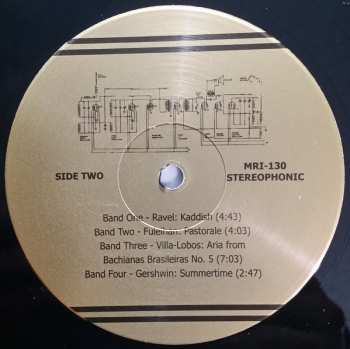 SIDE TWO
MRI-130
STEREOPHONIC
Band One - Ravel: Kaddish (4:43)
Band Two - Fuleihan: Pastorale (4:03)
Band Three - Villa-Lobos: Aria from
Bachianas Brasileiras No. 5 (7:03)
Band Four - Gershwin: Summertime (2:47)